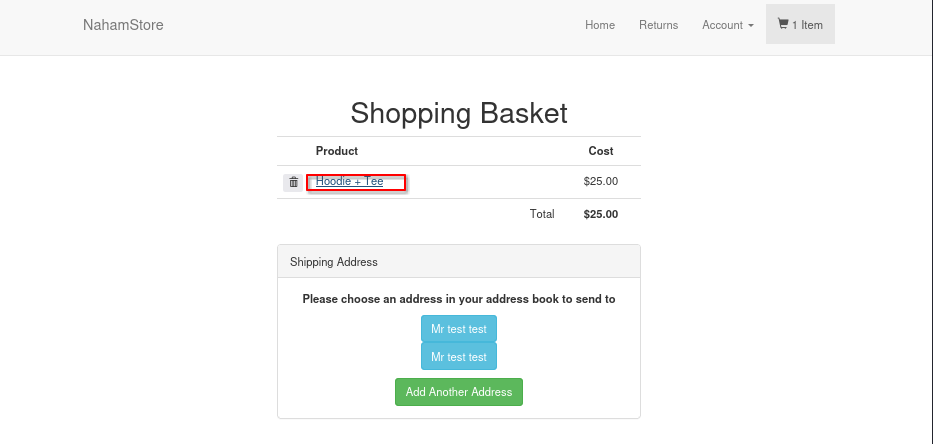 NahamStore
Home Returns Account 1 Item
Shopping Basket
Product Cost
Hoodie + Tee $25.00
Total $25.00
Shipping Address
Please choose an address in your address book to send to
Mr test test
Mr test test
Add Another Address